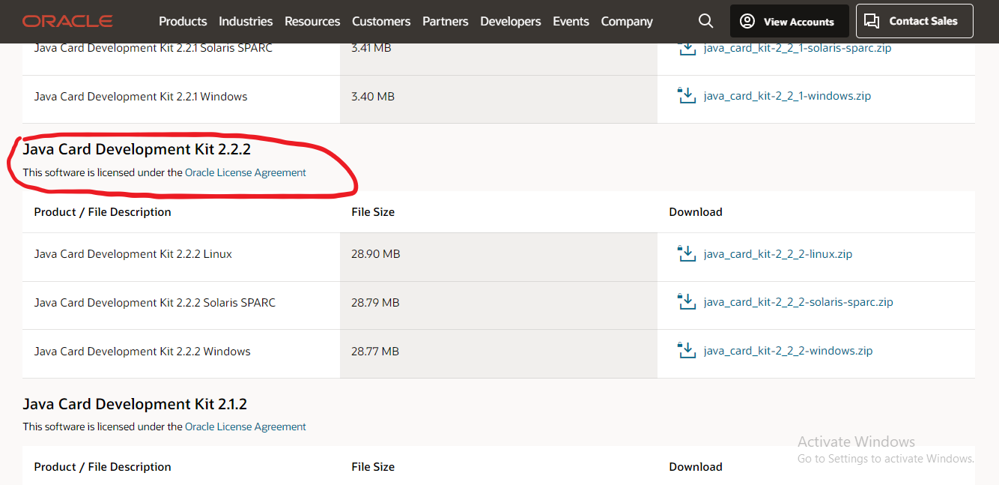 ORACLE Products Industries Resources Customers Partners Developers Events Company View Accounts Contact Sales
Java Card Development Kit 2.2.1 Solaris SPARC 3.41 MB java_card_kit-2_2_1-solaris-sparc.zip
Java Card Development Kit 2.2.1 Windows 3.40 MB java_card_kit-2_2_1-windows.zip
Java Card Development Kit 2.2.2
This software is licensed under the Oracle License Agreement
Product / File Description File Size Download
Java Card Development Kit 2.2.2 Linux 28.90 MB java_card_kit-2_2_2-linux.zip
Java Card Development Kit 2.2.2 Solaris SPARC 28.79 MB java_card_kit-2_2_2-solaris-sparc.zip
Java Card Development Kit 2.2.2 Windows 28.77 MB java_card_kit-2_2_2-windows.zip
Java Card Development Kit 2.1.2
This software is licensed under the Oracle License Agreement
Product / File Description File Size Download
Activate Windows
Go to Settings to activate Windows.